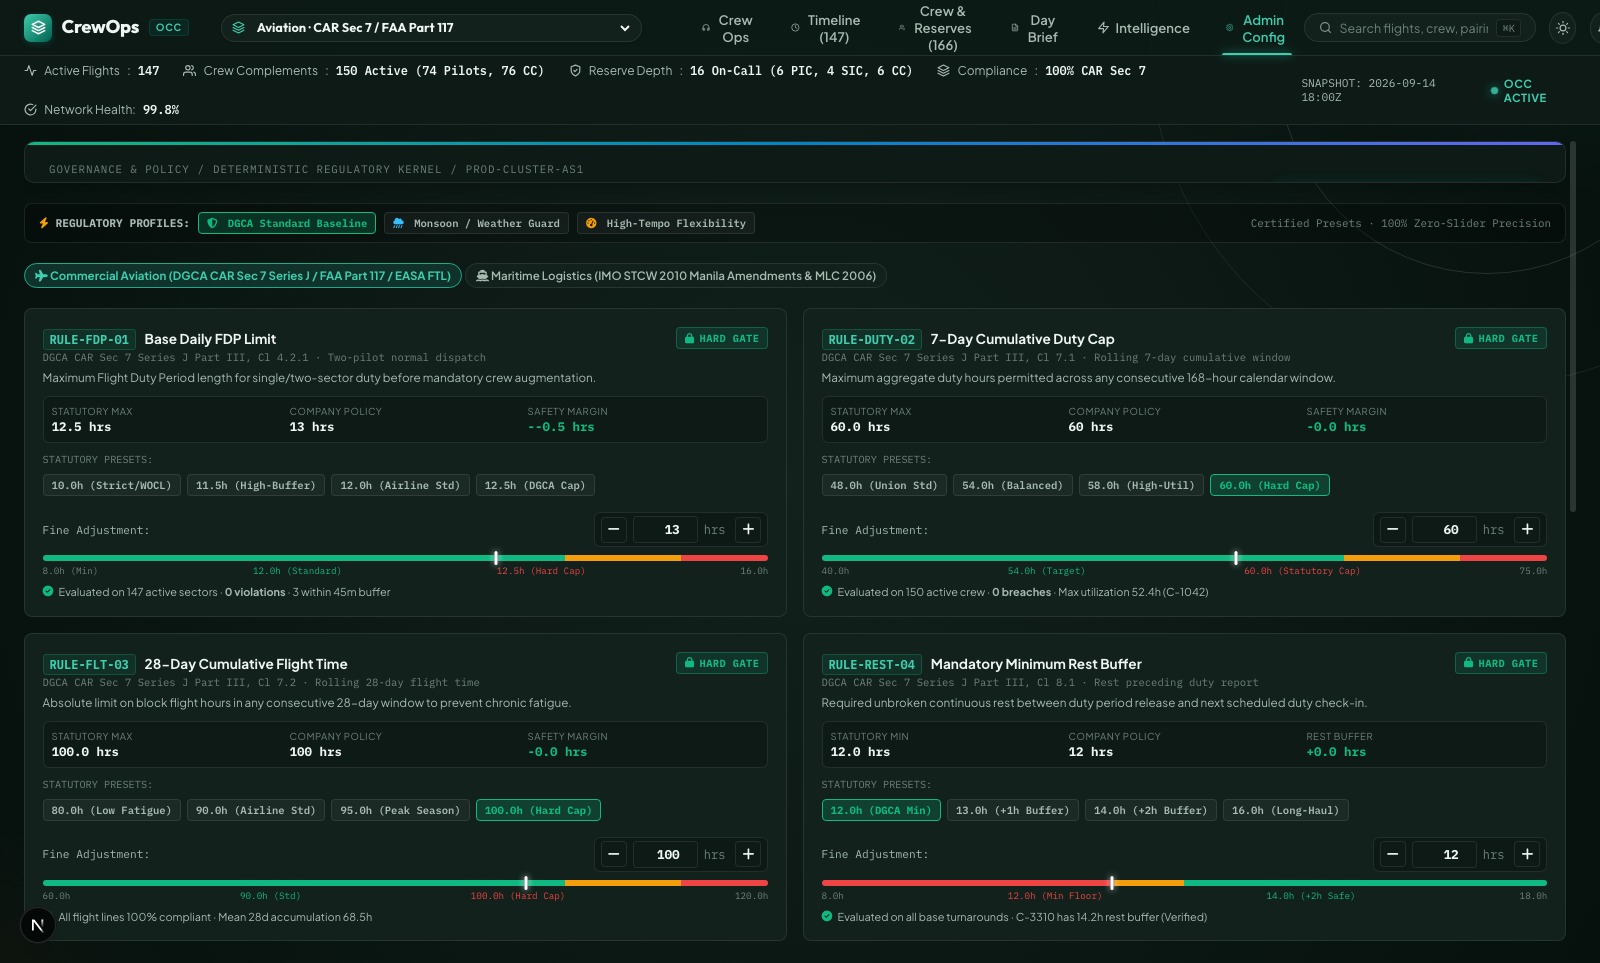 CrewOps OCC
Aviation · CAR Sec 7 / FAA Part 117
Crew Ops
Timeline (147)
Crew & Reserves (166)
Day Brief
Intelligence
Admin Config
Search flights, crew, pairin ⌘K
Active Flights : 147
Crew Complements : 150 Active (74 Pilots, 76 CC)
Reserve Depth : 16 On-Call (6 PIC, 4 SIC, 6 CC)
Compliance : 100% CAR Sec 7
Network Health: 99.8%
SNAPSHOT: 2026-09-14 18:00Z
OCC ACTIVE
GOVERNANCE & POLICY / DETERMINISTIC REGULATORY KERNEL / PROD-CLUSTER-AS1
REGULATORY PROFILES: DGCA Standard Baseline Monsoon / Weather Guard High-Tempo Flexibility Certified Presets · 100% Zero-Slider Precision
Commercial Aviation (DGCA CAR Sec 7 Series J / FAA Part 117 / EASA FTL) Maritime Logistics (IMO STCW 2010 Manila Amendments & MLC 2006)
RULE-FDP-01 Base Daily FDP Limit HARD GATE
DGCA CAR Sec 7 Series J Part III, Cl 4.2.1 · Two-pilot normal dispatch
Maximum Flight Duty Period length for single/two-sector duty before mandatory crew augmentation.
STATUTORY MAX COMPANY POLICY SAFETY MARGIN
12.5 hrs 13 hrs --0.5 hrs
STATUTORY PRESETS:
10.0h (Strict/WOCL) 11.5h (High-Buffer) 12.0h (Airline Std) 12.5h (DGCA Cap)
Fine Adjustment: − 13 hrs +
8.0h (Min) 12.0h (Standard) 12.5h (Hard Cap) 16.0h
Evaluated on 147 active sectors · 0 violations · 3 within 45m buffer
RULE-DUTY-02 7-Day Cumulative Duty Cap HARD GATE
DGCA CAR Sec 7 Series J Part III, Cl 7.1 · Rolling 7-day cumulative window
Maximum aggregate duty hours permitted across any consecutive 168-hour calendar window.
STATUTORY MAX COMPANY POLICY SAFETY MARGIN
60.0 hrs 60 hrs -0.0 hrs
STATUTORY PRESETS:
48.0h (Union Std) 54.0h (Balanced) 58.0h (High-Util) 60.0h (Hard Cap)
Fine Adjustment: − 60 hrs +
40.0h 54.0h (Target) 60.0h (Statutory Cap) 75.0h
Evaluated on 150 active crew · 0 breaches · Max utilization 52.4h (C-1042)
RULE-FLT-03 28-Day Cumulative Flight Time HARD GATE
DGCA CAR Sec 7 Series J Part III, Cl 7.2 · Rolling 28-day flight time
Absolute limit on block flight hours in any consecutive 28-day window to prevent chronic fatigue.
STATUTORY MAX COMPANY POLICY SAFETY MARGIN
100.0 hrs 100 hrs -0.0 hrs
STATUTORY PRESETS:
80.0h (Low Fatigue) 90.0h (Airline Std) 95.0h (Peak Season) 100.0h (Hard Cap)
Fine Adjustment: − 100 hrs +
60.0h 90.0h (Std) 100.0h (Hard Cap) 120.0h
All flight lines 100% compliant · Mean 28d accumulation 68.5h
RULE-REST-04 Mandatory Minimum Rest Buffer HARD GATE
DGCA CAR Sec 7 Series J Part III, Cl 8.1 · Rest preceding duty report
Required unbroken continuous rest between duty period release and next scheduled duty check-in.
STATUTORY MIN COMPANY POLICY REST BUFFER
12.0 hrs 12 hrs +0.0 hrs
STATUTORY PRESETS:
12.0h (DGCA Min) 13.0h (+1h Buffer) 14.0h (+2h Buffer) 16.0h (Long-Haul)
Fine Adjustment: − 12 hrs +
8.0h 12.0h (Min Floor) 14.0h (+2h Safe) 18.0h
Evaluated on all base turnarounds · C-3310 has 14.2h rest buffer (Verified)
N